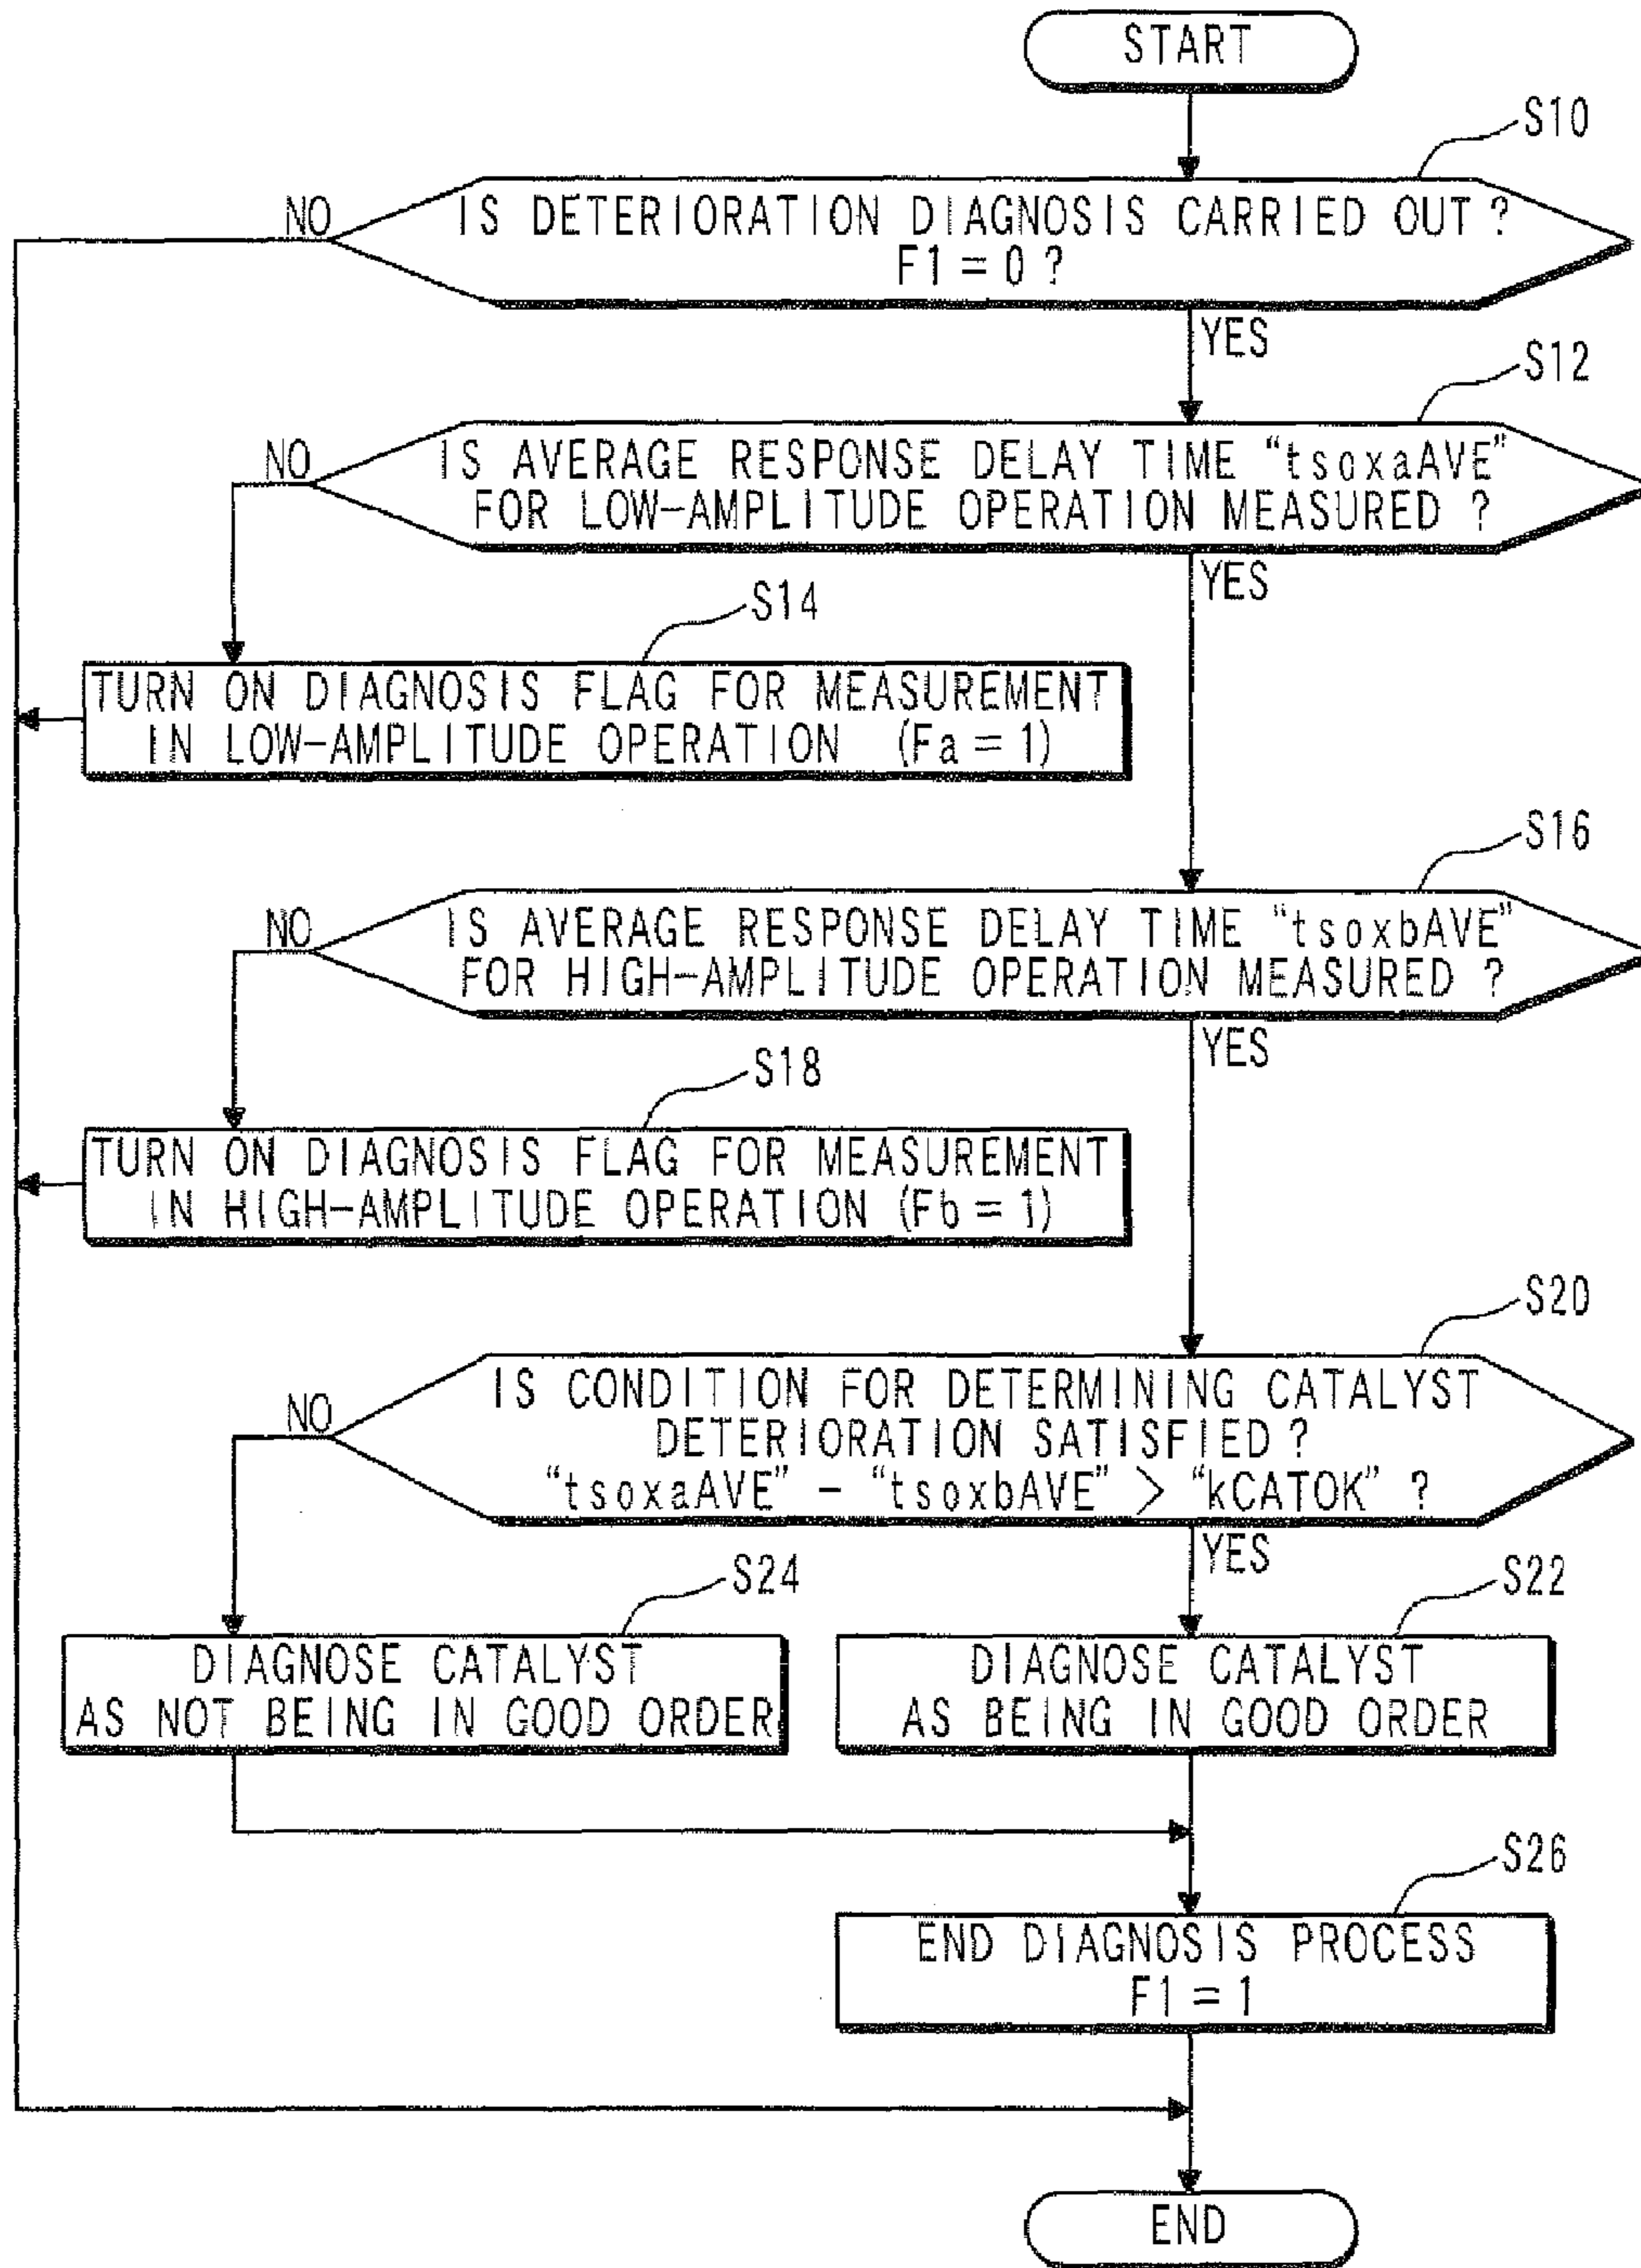 START
S10
NO
IS DETERIORATION DIAGNOSIS CARRIED OUT?
F1 = 0 ?
YES
S12
NO
IS AVERAGE RESPONSE DELAY TIME "tsoxaAVE"
FOR LOW-AMPLITUDE OPERATION MEASURED ?
YES
S14
TURN ON DIAGNOSIS FLAG FOR MEASUREMENT
IN LOW-AMPLITUDE OPERATION (Fa = 1)
S16
NO
IS AVERAGE RESPONSE DELAY TIME "tsoxbAVE"
FOR HIGH-AMPLITUDE OPERATION MEASURED ?
YES
S18
TURN ON DIAGNOSIS FLAG FOR MEASUREMENT
IN HIGH-AMPLITUDE OPERATION (Fb = 1)
S20
NO
IS CONDITION FOR DETERMINING CATALYST
DETERIORATION SATISFIED ?
"tsoxaAVE" - "tsoxbAVE" > "kCATOK" ?
YES
S24
DIAGNOSE CATALYST
AS NOT BEING IN GOOD ORDER
S22
DIAGNOSE CATALYST
AS BEING IN GOOD ORDER
S26
END DIAGNOSIS PROCESS
F1 = 1
END